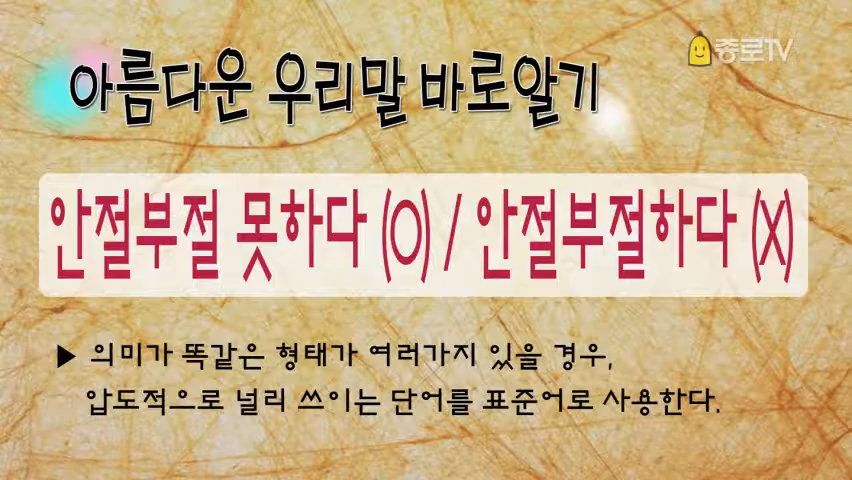 종로TV
아름다운 우리말 바로알기
안절부절 못하다 (O) / 안절부절하다 (X)
▶ 의미가 똑같은 형태가 여러가지 있을 경우,
압도적으로 널리 쓰이는 단어를 표준어로 사용한다.